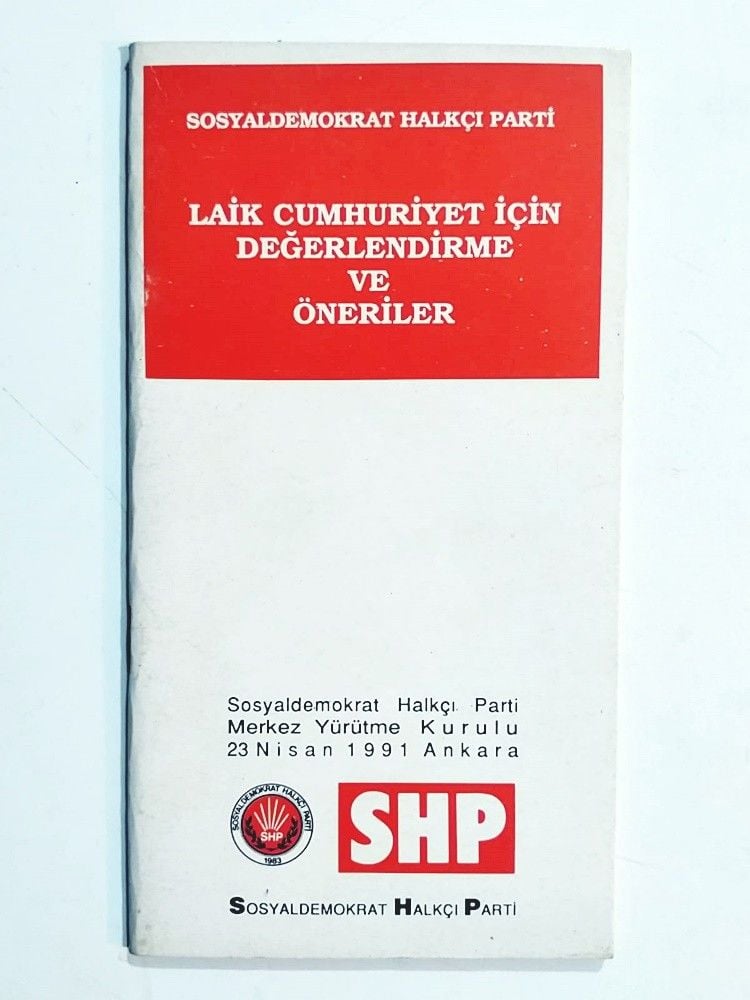 SOSYALDEMOKRAT HALKÇI PARTİ
LAİK CUMHURİYET İÇİN
DEĞERLENDİRME
VE
ÖNERİLER
Sosyaldemokrat Halkçı Parti
Merkez Yürütme Kurulu
23 Nisan 1991 Ankara
SOSYALDEMOKRAT HALKÇI PARTİ
SHP
1983
SHP
SOSYALDEMOKRAT HALKÇI PARTİ